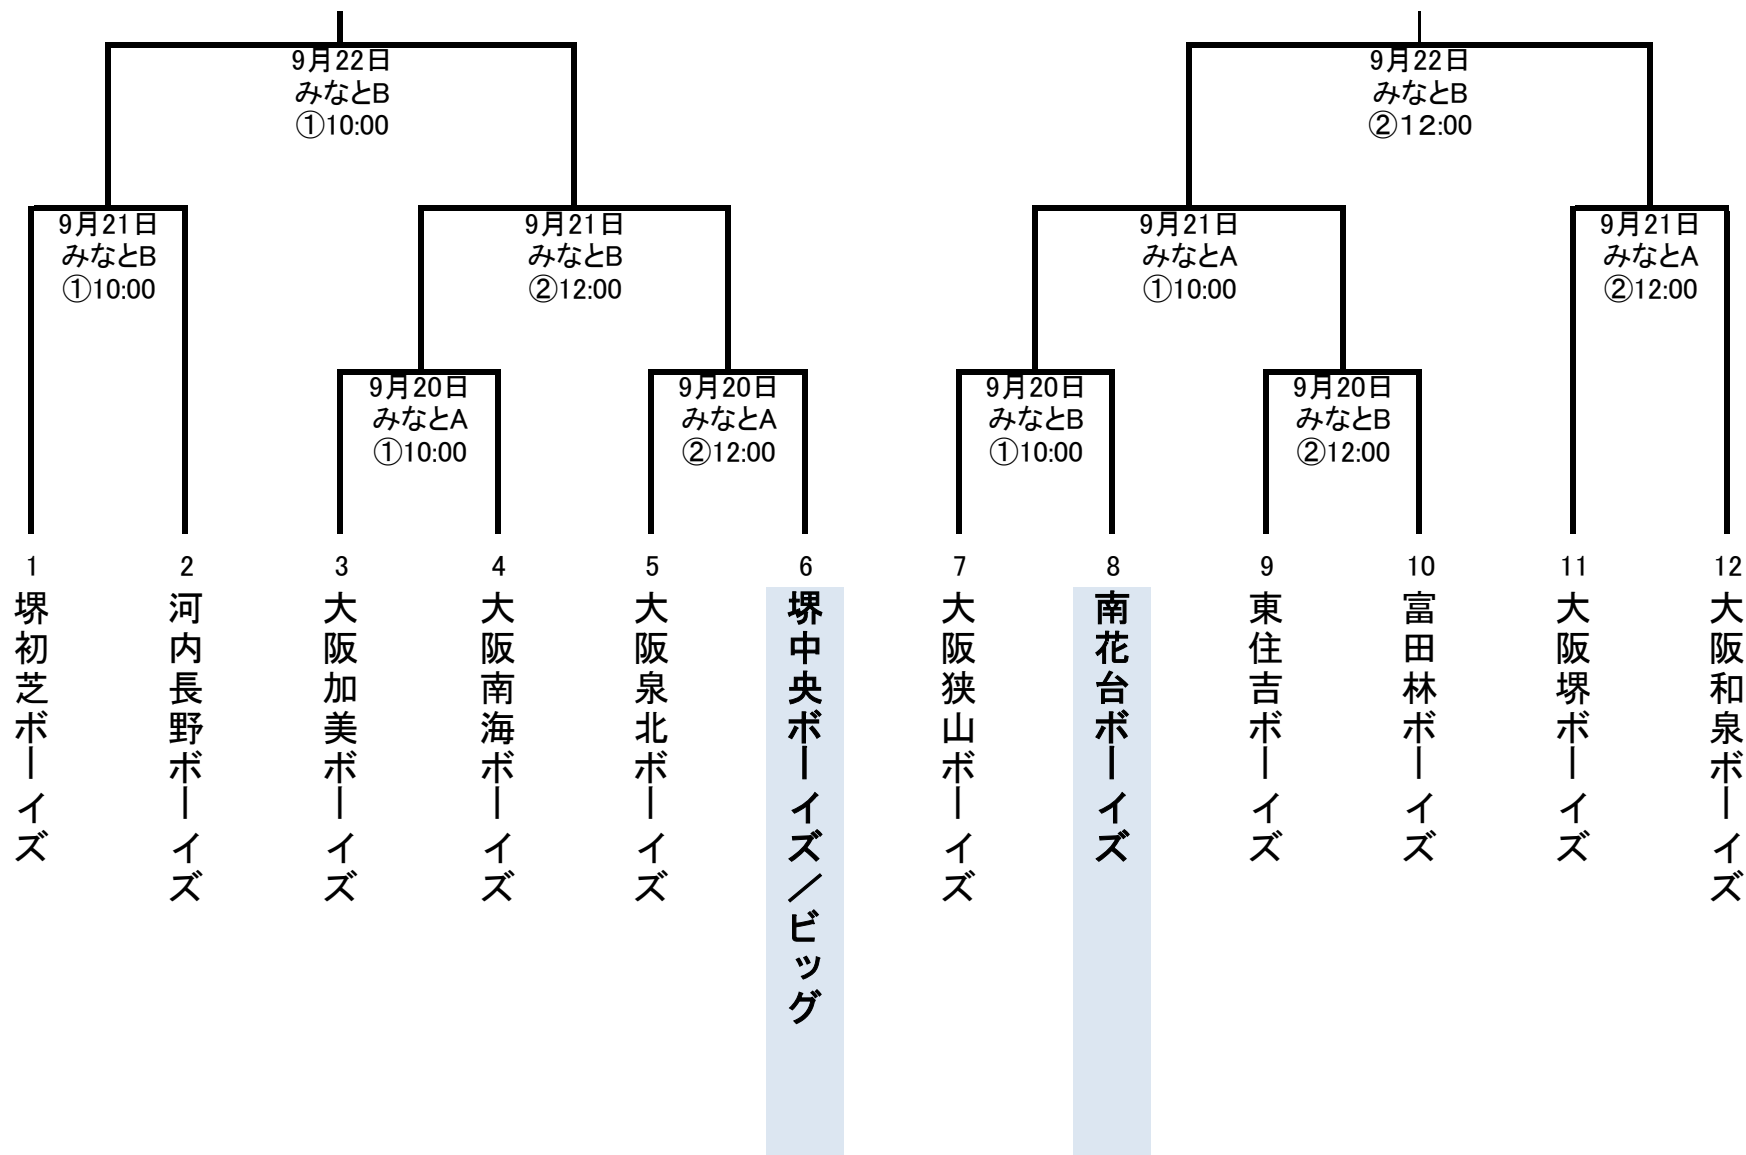 9月22日
みなとB
①10:00
9月22日
みなとB
②１２:00
9月21日
みなとB
①10:00
9月21日
みなとB
②12:00
9月21日
みなとA
①10:00
9月21日
みなとA
②12:00
9月20日
みなとA
①10:00
9月20日
みなとA
②12:00
9月20日
みなとB
①10:00
9月20日
みなとB
②12:00
1
堺初芝ボーイズ
2
河内長野ボーイズ
3
大阪加美ボーイズ
4
大阪南海ボーイズ
5
大阪泉北ボーイズ
6
堺中央ボーイズ／ビッグ
7
大阪狭山ボーイズ
8
南花台ボーイズ
9
東住吉ボーイズ
10
富田林ボーイズ
11
大阪堺ボーイズ
12
大阪和泉ボーイズ